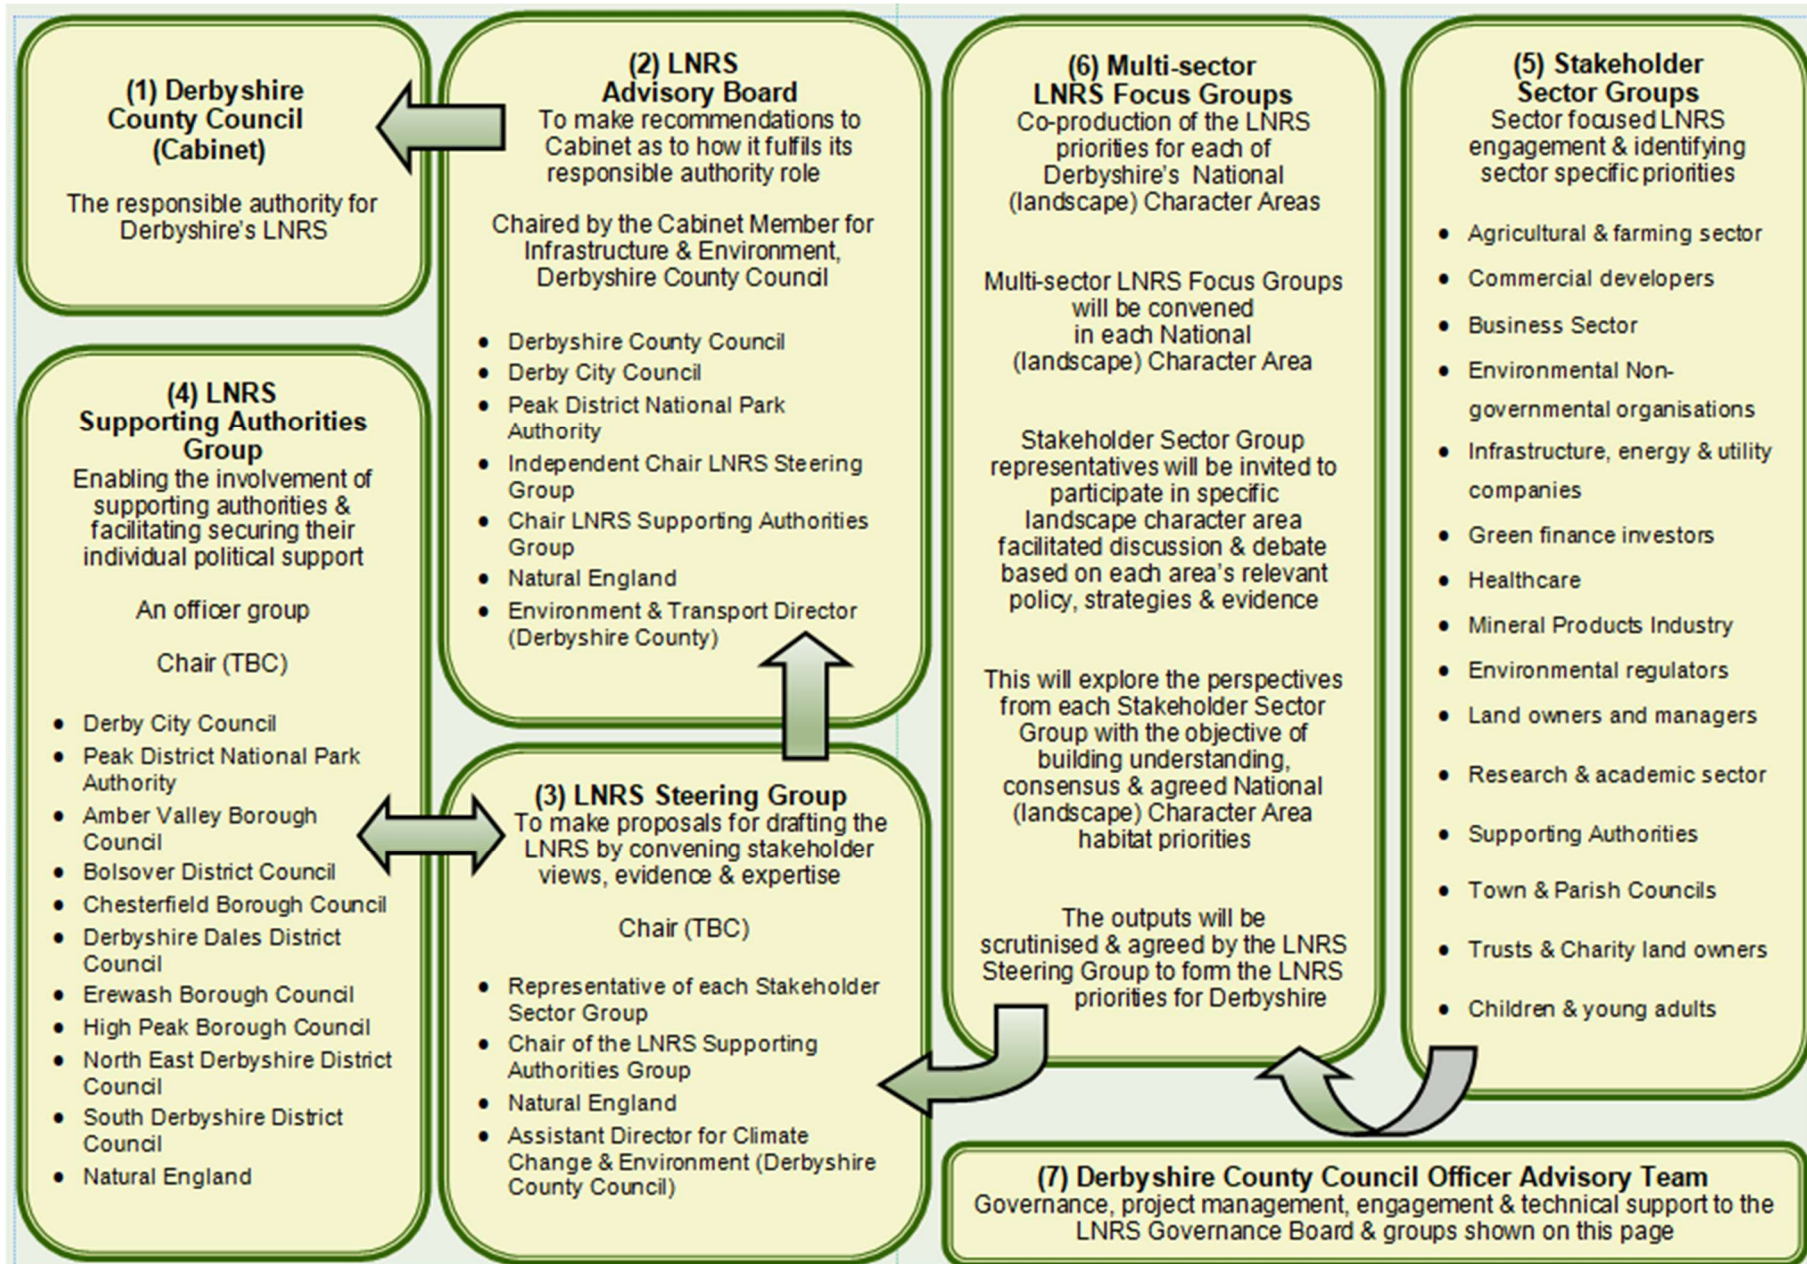 (1) Derbyshire
County Council
(Cabinet)
The responsible authority for
Derbyshire's LNRS
(2) LNRS
Advisory Board
To make recommendations to
Cabinet as to how it fulfils its
responsible authority role
Chaired by the Cabinet Member for
Infrastructure & Environment,
Derbyshire County Council
• Derbyshire County Council
• Derby City Council
• Peak District National Park
Authority
• Independent Chair LNRS Steering
Group
• Chair LNRS Supporting Authorities
Group
• Natural England
• Environment & Transport Director
(Derbyshire County)
(3) LNRS Steering Group
To make proposals for drafting the
LNRS by convening stakeholder
views, evidence & expertise
Chair (TBC)
• Representative of each Stakeholder
Sector Group
• Chair of the LNRS Supporting
Authorities Group
• Natural England
• Assistant Director for Climate
Change & Environment (Derbyshire
County Council)
(4) LNRS
Supporting Authorities
Group
Enabling the involvement of
supporting authorities &
facilitating securing their
individual political support
An officer group
Chair (TBC)
• Derby City Council
• Peak District National Park
Authority
• Amber Valley Borough
Council
• Bolsover District Council
• Chesterfield Borough Council
• Derbyshire Dales District
Council
• Erewash Borough Council
• High Peak Borough Council
• North East Derbyshire District
Council
• South Derbyshire District
Council
• Natural England
(6) Multi-sector
LNRS Focus Groups
Co-production of the LNRS
priorities for each of
Derbyshire's National
(landscape) Character Areas
Multi-sector LNRS Focus Groups
will be convened
in each National
(landscape) Character Area
Stakeholder Sector Group
representatives will be invited to
participate in specific
landscape character area
facilitated discussion & debate
based on each area's relevant
policy, strategies & evidence
This will explore the perspectives
from each Stakeholder Sector
Group with the objective of
building understanding,
consensus & agreed National
(landscape) Character Area
habitat priorities
The outputs will be
scrutinised & agreed by the LNRS
Steering Group to form the LNRS
priorities for Derbyshire
(5) Stakeholder
Sector Groups
Sector focused LNRS
engagement & identifying
sector specific priorities
• Agricultural & farming sector
• Commercial developers
• Business Sector
• Environmental Non-
governmental organisations
• Infrastructure, energy & utility
companies
• Green finance investors
• Healthcare
• Mineral Products Industry
• Environmental regulators
• Land owners and managers
• Research & academic sector
• Supporting Authorities
• Town & Parish Councils
• Trusts & Charity land owners
• Children & young adults
(7) Derbyshire County Council Officer Advisory Team
Governance, project management, engagement & technical support to the
LNRS Governance Board & groups shown on this page